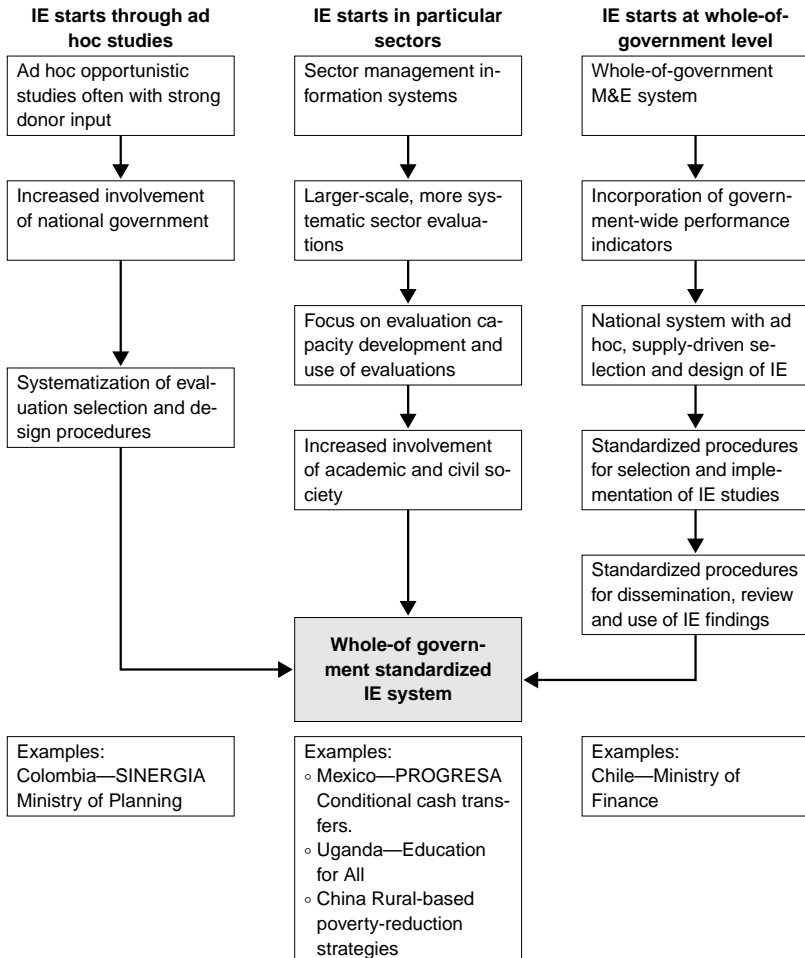 IE starts through ad
hoc studies
Ad hoc opportunistic
studies often with strong
donor input
Increased involvement
of national government
Systematization of eval-
uation selection and de-
sign procedures
IE starts in particular
sectors
Sector management in-
formation systems
Larger-scale, more sys-
tematic sector evalua-
tions
Focus on evaluation ca-
pacity development and
use of evaluations
Increased involvement
of academic and civil so-
ciety
IE starts at whole-of-
government level
Whole-of-government
M&E system
Incorporation of govern-
ment-wide performance
indicators
National system with ad
hoc, supply-driven se-
lection and design of IE
Standardized procedures
for selection and imple-
mentation of IE studies
Standardized procedures
for dissemination, review
and use of IE findings
Whole-of govern-
ment standardized
IE system
Examples:
Colombia—SINERGIA
Ministry of Planning
Examples:
◦ Mexico—PROGRESA
Conditional cash trans-
fers.
◦ Uganda—Education
for All
◦ China Rural-based
poverty-reduction
strategies
Examples:
Chile—Ministry of
Finance